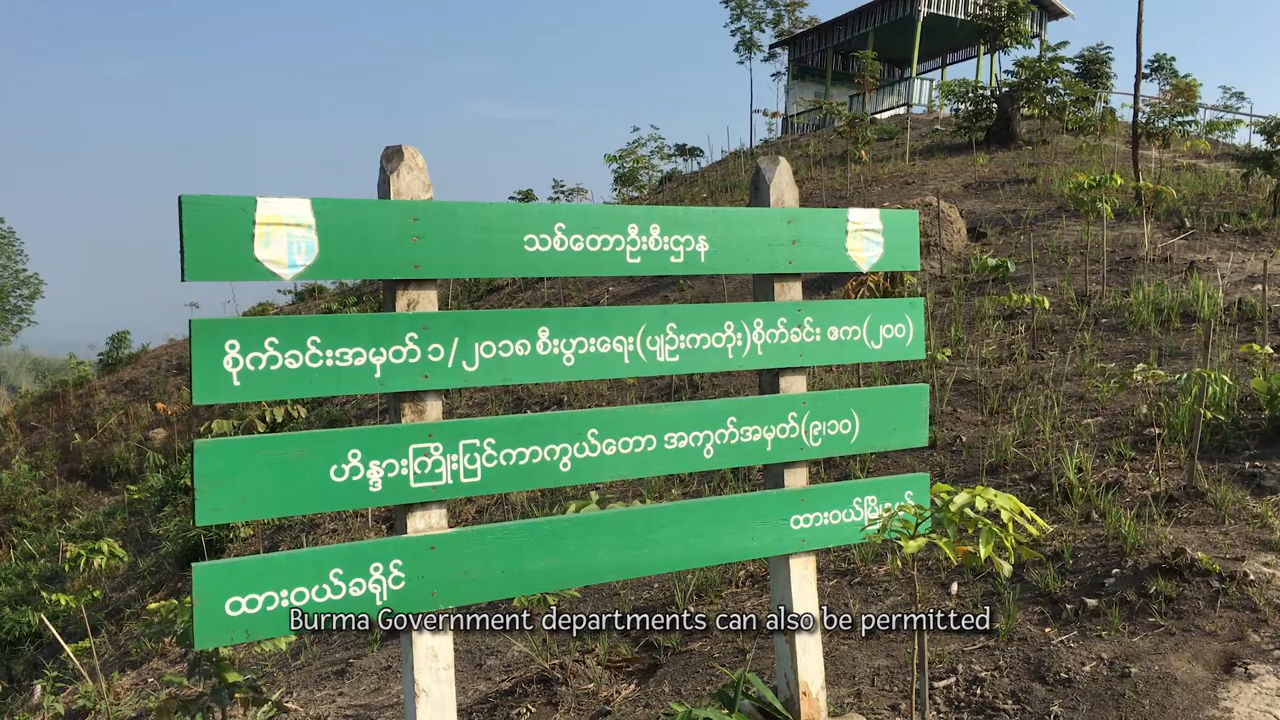 သစ်တောဦးစီးဌာန
စိုက်ခင်းအမှတ် ၁/၂၀၁၈ စီးပွားရေး(ပျဉ်းကတိုး)စိုက်ခင်း ဧက(၂၀၀)
ဟိန္ဒားကြိုးပြင်ကာကွယ်တော အကွက်အမှတ်(၉၊၁၀)
ထားဝယ်ခရိုင် ထားဝယ်
Burma Government departments can also be permitted